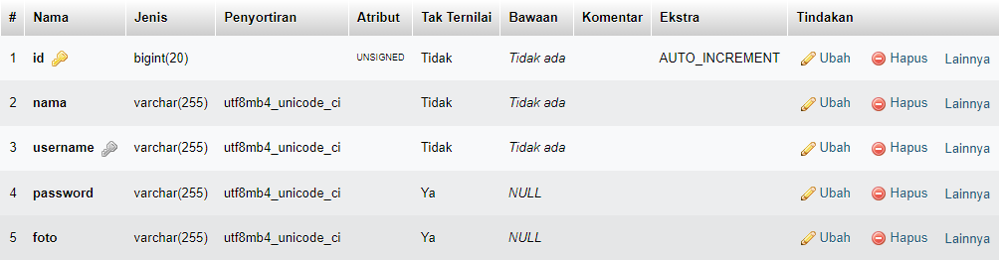 # Nama Jenis Penyortiran Atribut Tak Ternilai Bawaan Komentar Ekstra Tindakan
1 id bigint(20) UNSIGNED Tidak Tidak ada AUTO_INCREMENT Ubah Hapus Lainnya
2 nama varchar(255) utf8mb4_unicode_ci Tidak Tidak ada Ubah Hapus Lainnya
3 username varchar(255) utf8mb4_unicode_ci Tidak Tidak ada Ubah Hapus Lainnya
4 password varchar(255) utf8mb4_unicode_ci Ya NULL Ubah Hapus Lainnya
5 foto varchar(255) utf8mb4_unicode_ci Ya NULL Ubah Hapus Lainnya